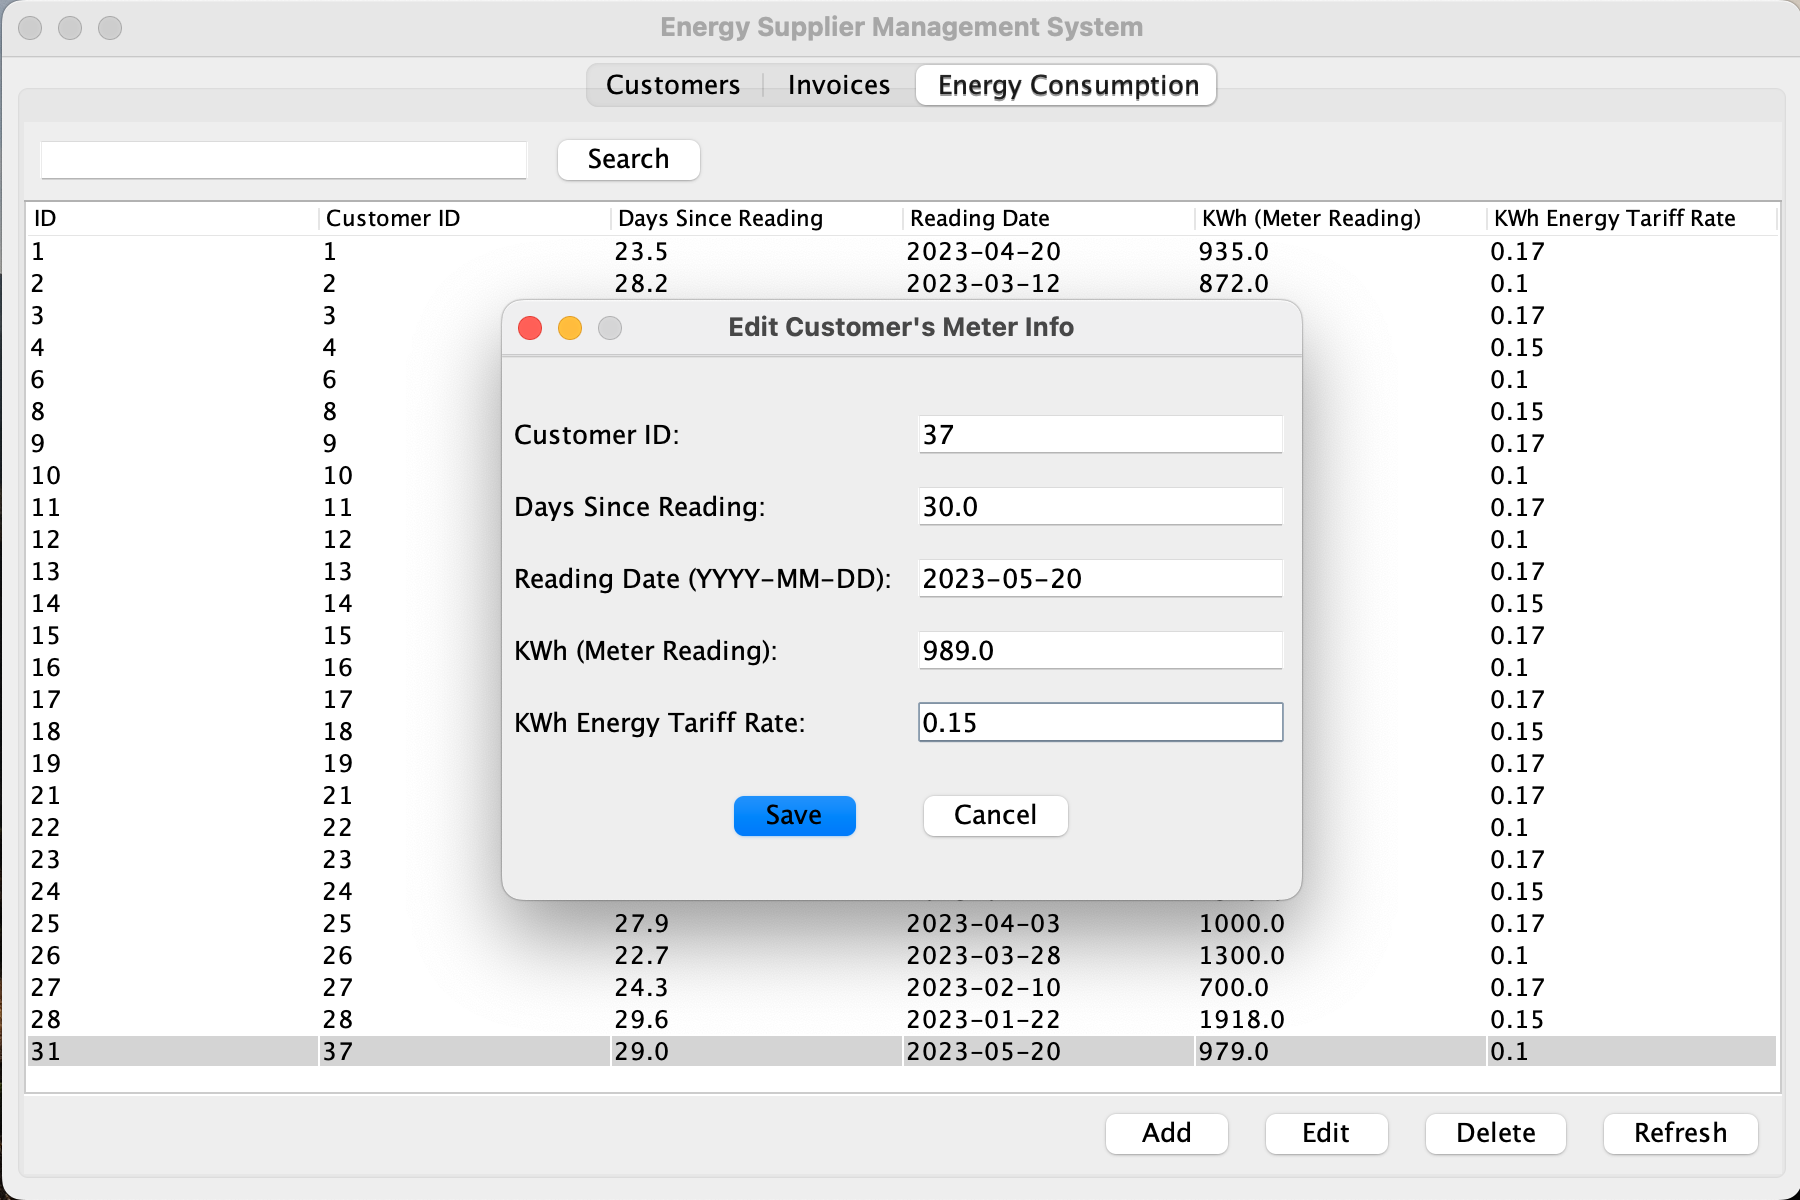 Energy Supplier Management System
Customers Invoices Energy Consumption
Search
ID Customer ID Days Since Reading Reading Date KWh (Meter Reading) KWh Energy Tariff Rate
1 1 23.5 2023-04-20 935.0 0.17
2 2 28.2 2023-03-12 872.0 0.1
3 3 0.17
4 4 0.15
6 6 0.1
8 8 0.15
9 9 0.17
10 10 0.1
11 11 0.17
12 12 0.1
13 13 0.17
14 14 0.15
15 15 0.17
16 16 0.1
17 17 0.17
18 18 0.15
19 19 0.17
21 21 0.17
22 22 0.1
23 23 0.17
24 24 0.15
25 25 27.9 2023-04-03 1000.0 0.17
26 26 22.7 2023-03-28 1300.0 0.1
27 27 24.3 2023-02-10 700.0 0.17
28 28 29.6 2023-01-22 1918.0 0.15
31 37 29.0 2023-05-20 979.0 0.1
Edit Customer's Meter Info
Customer ID: 37
Days Since Reading: 30.0
Reading Date (YYYY-MM-DD): 2023-05-20
KWh (Meter Reading): 989.0
KWh Energy Tariff Rate: 0.15
Save Cancel
Add Edit Delete Refresh